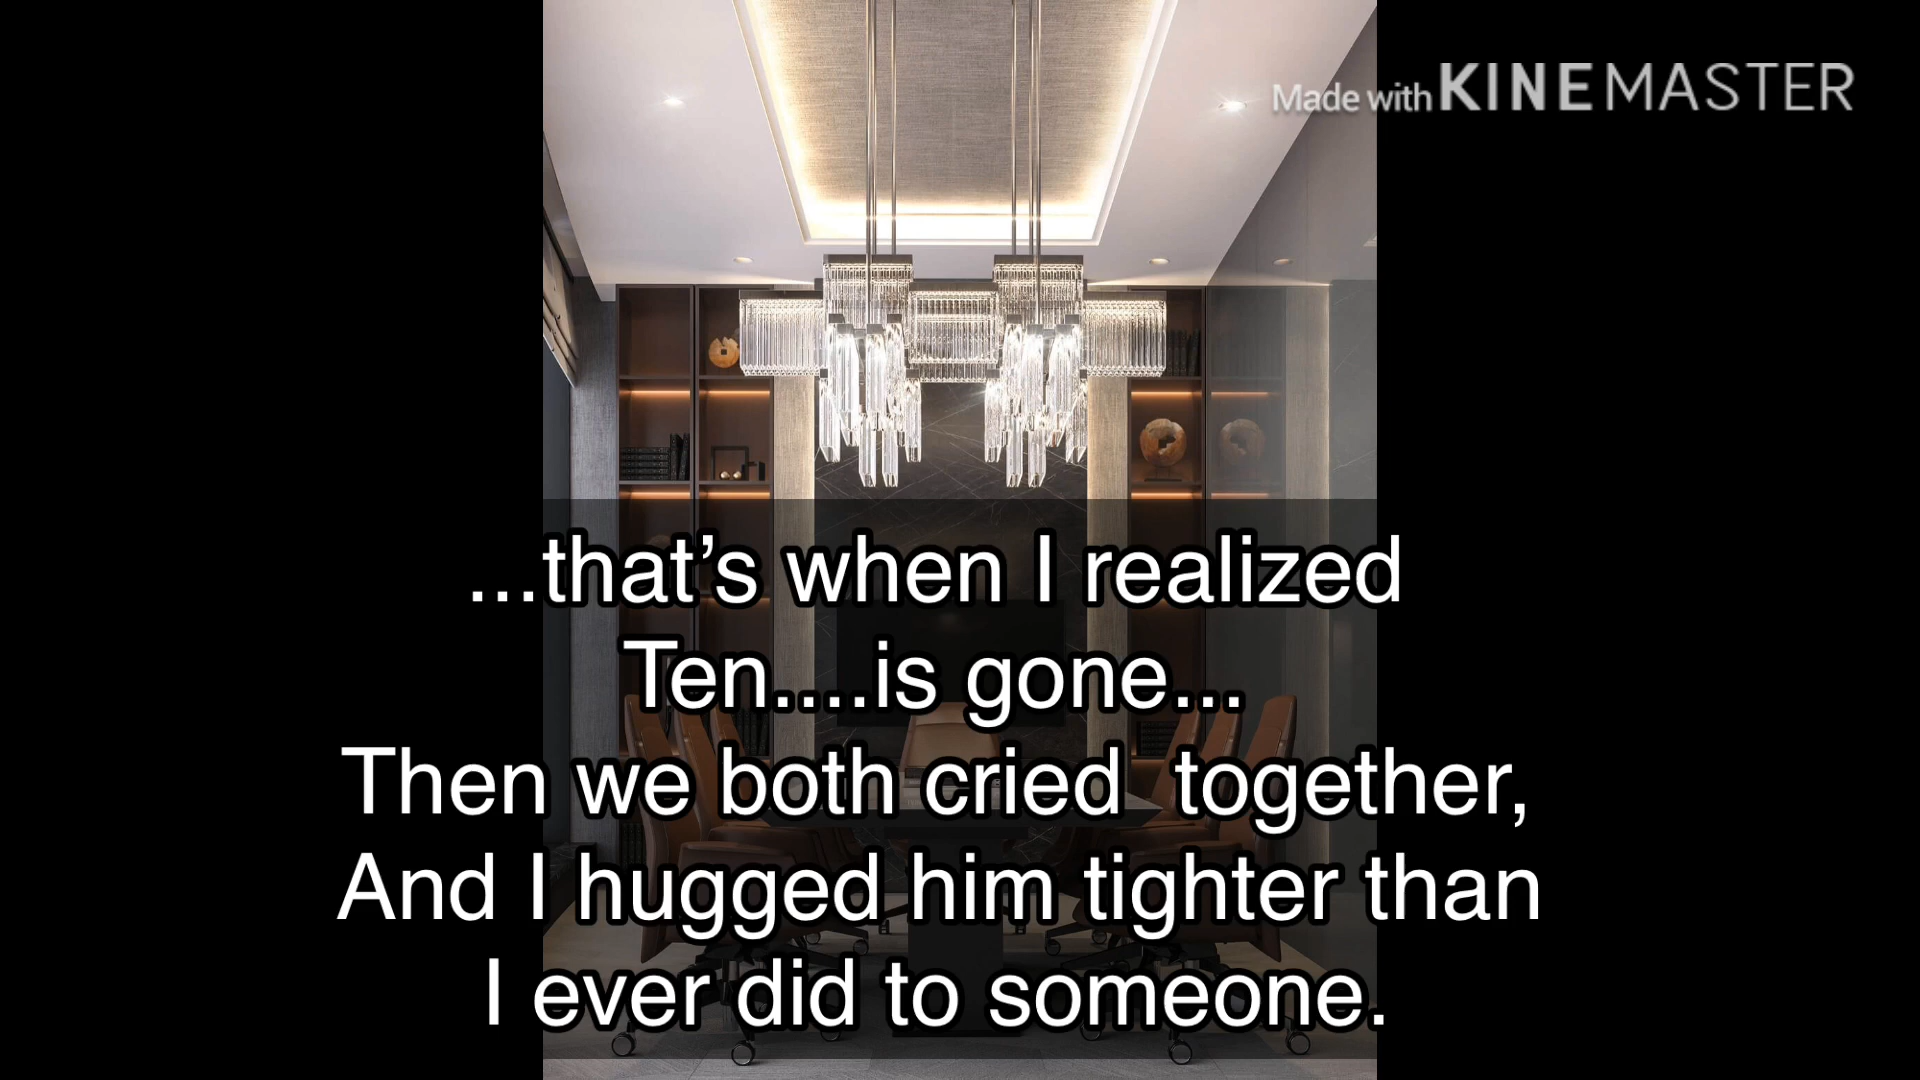 Made with KINEMASTER
...that’s when I realized
Ten....is gone...
Then we both cried  together,
And I hugged him tighter than
I ever did to someone.